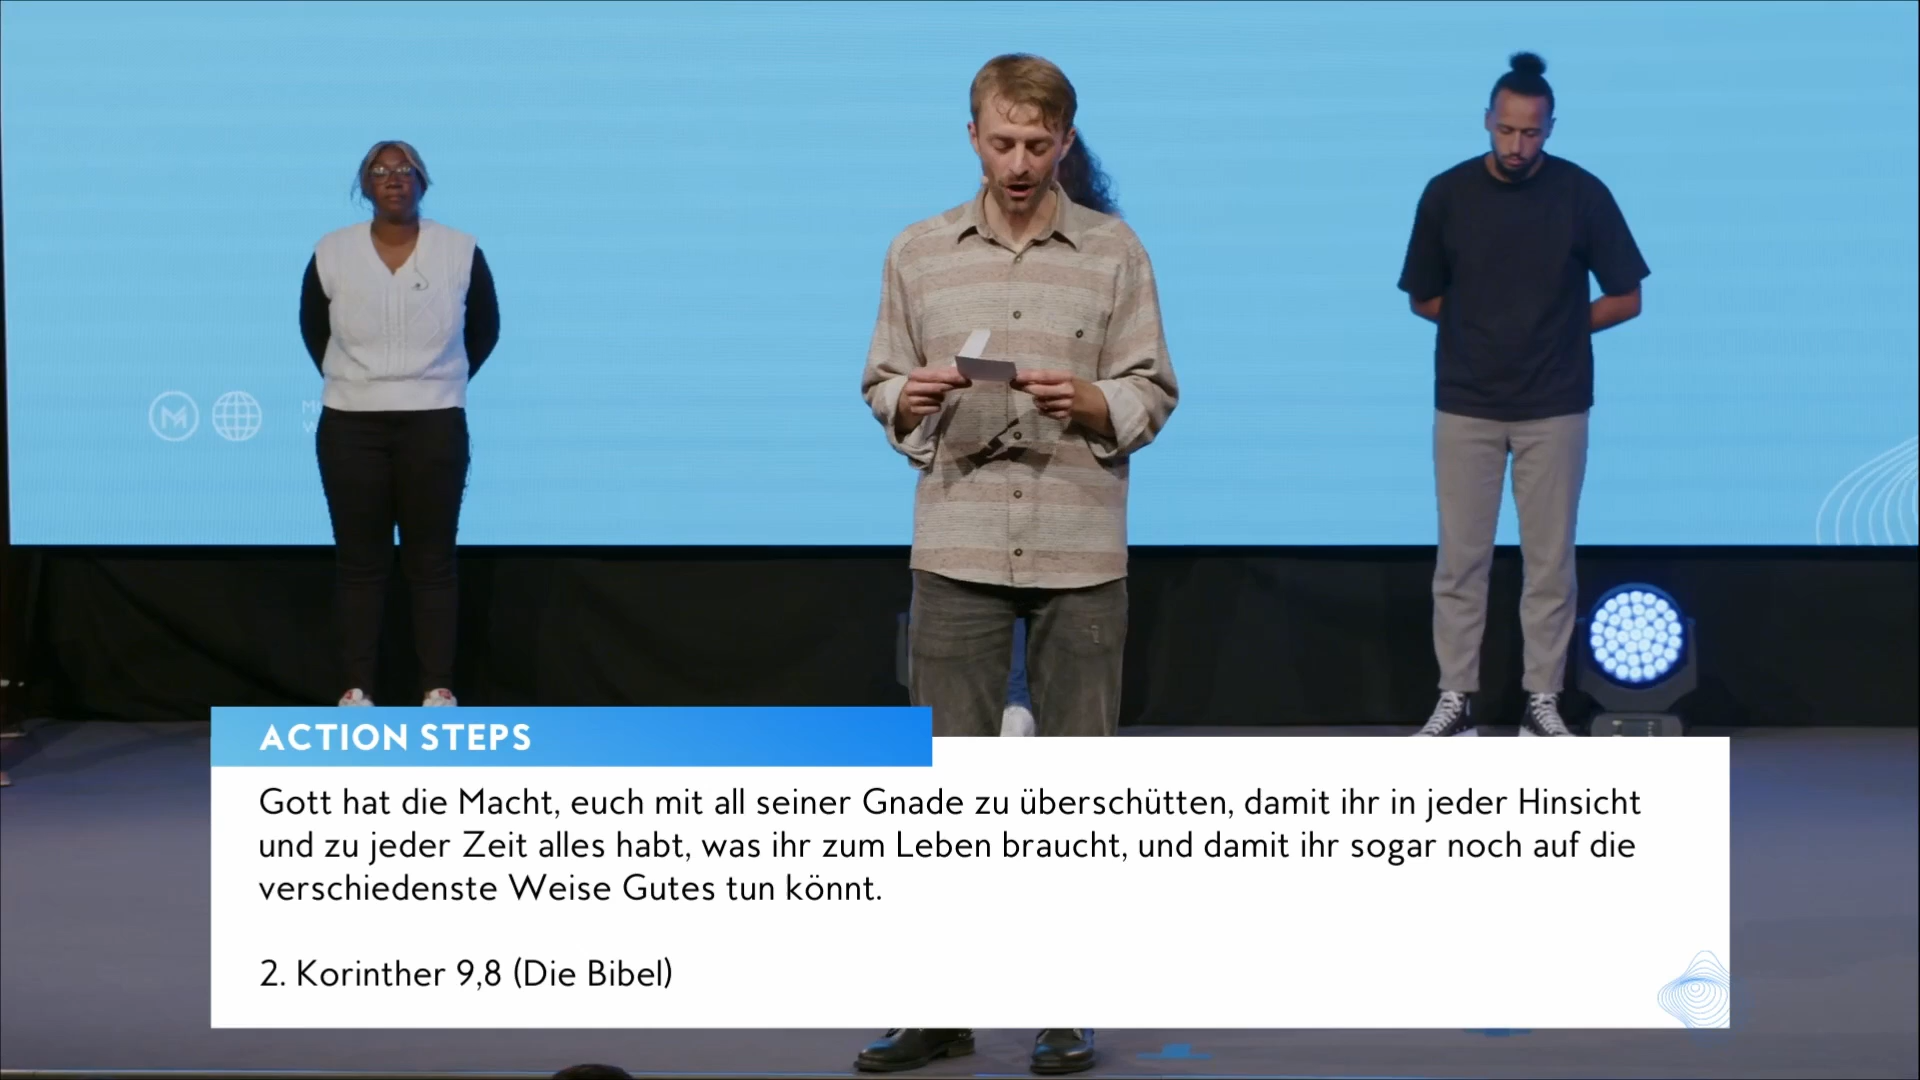 ACTION STEPS
Gott hat die Macht, euch mit all seiner Gnade zu überschütten, damit ihr in jeder Hinsicht
und zu jeder Zeit alles habt, was ihr zum Leben braucht, und damit ihr sogar noch auf die
verschiedenste Weise Gutes tun könnt.
2. Korinther 9,8 (Die Bibel)